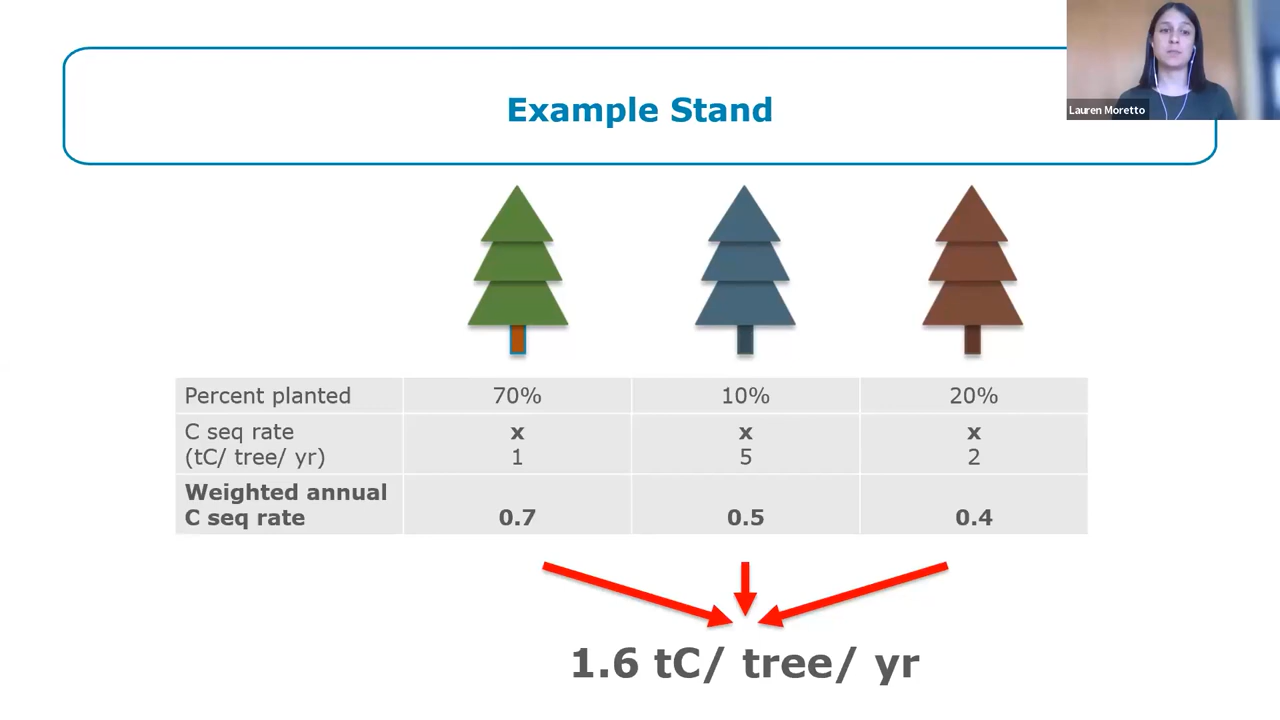 Example Stand
Lauren Moretto
Percent planted 70% 10% 20%
C seq rate x x x
(tC/ tree/ yr) 1 5 2
Weighted annual
C seq rate 0.7 0.5 0.4
1.6 tC/ tree/ yr